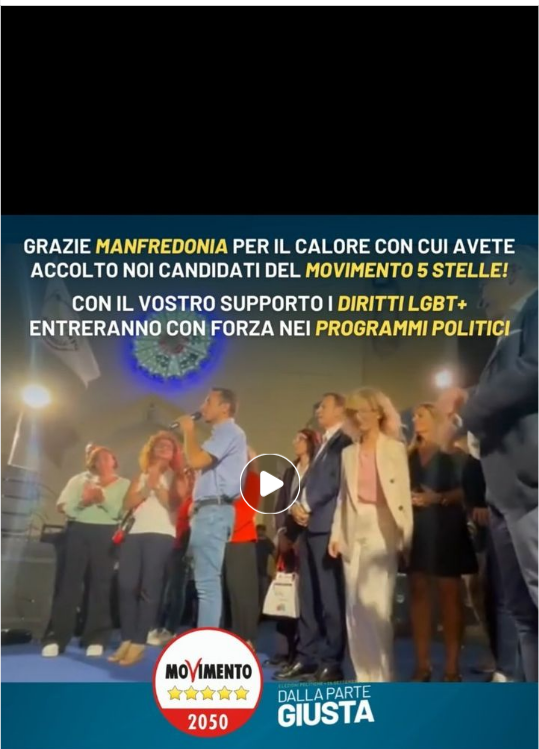 GRAZIE MANFREDONIA PER IL CALORE CON CUI AVETE
ACCOLTO NOI CANDIDATI DEL MOVIMENTO 5 STELLE!
CON IL VOSTRO SUPPORTO I DIRITTI LGBT+
ENTRERANNO CON FORZA NEI PROGRAMMI POLITICI
MOVIMENTO
2050
DALLA PARTE
GIUSTA